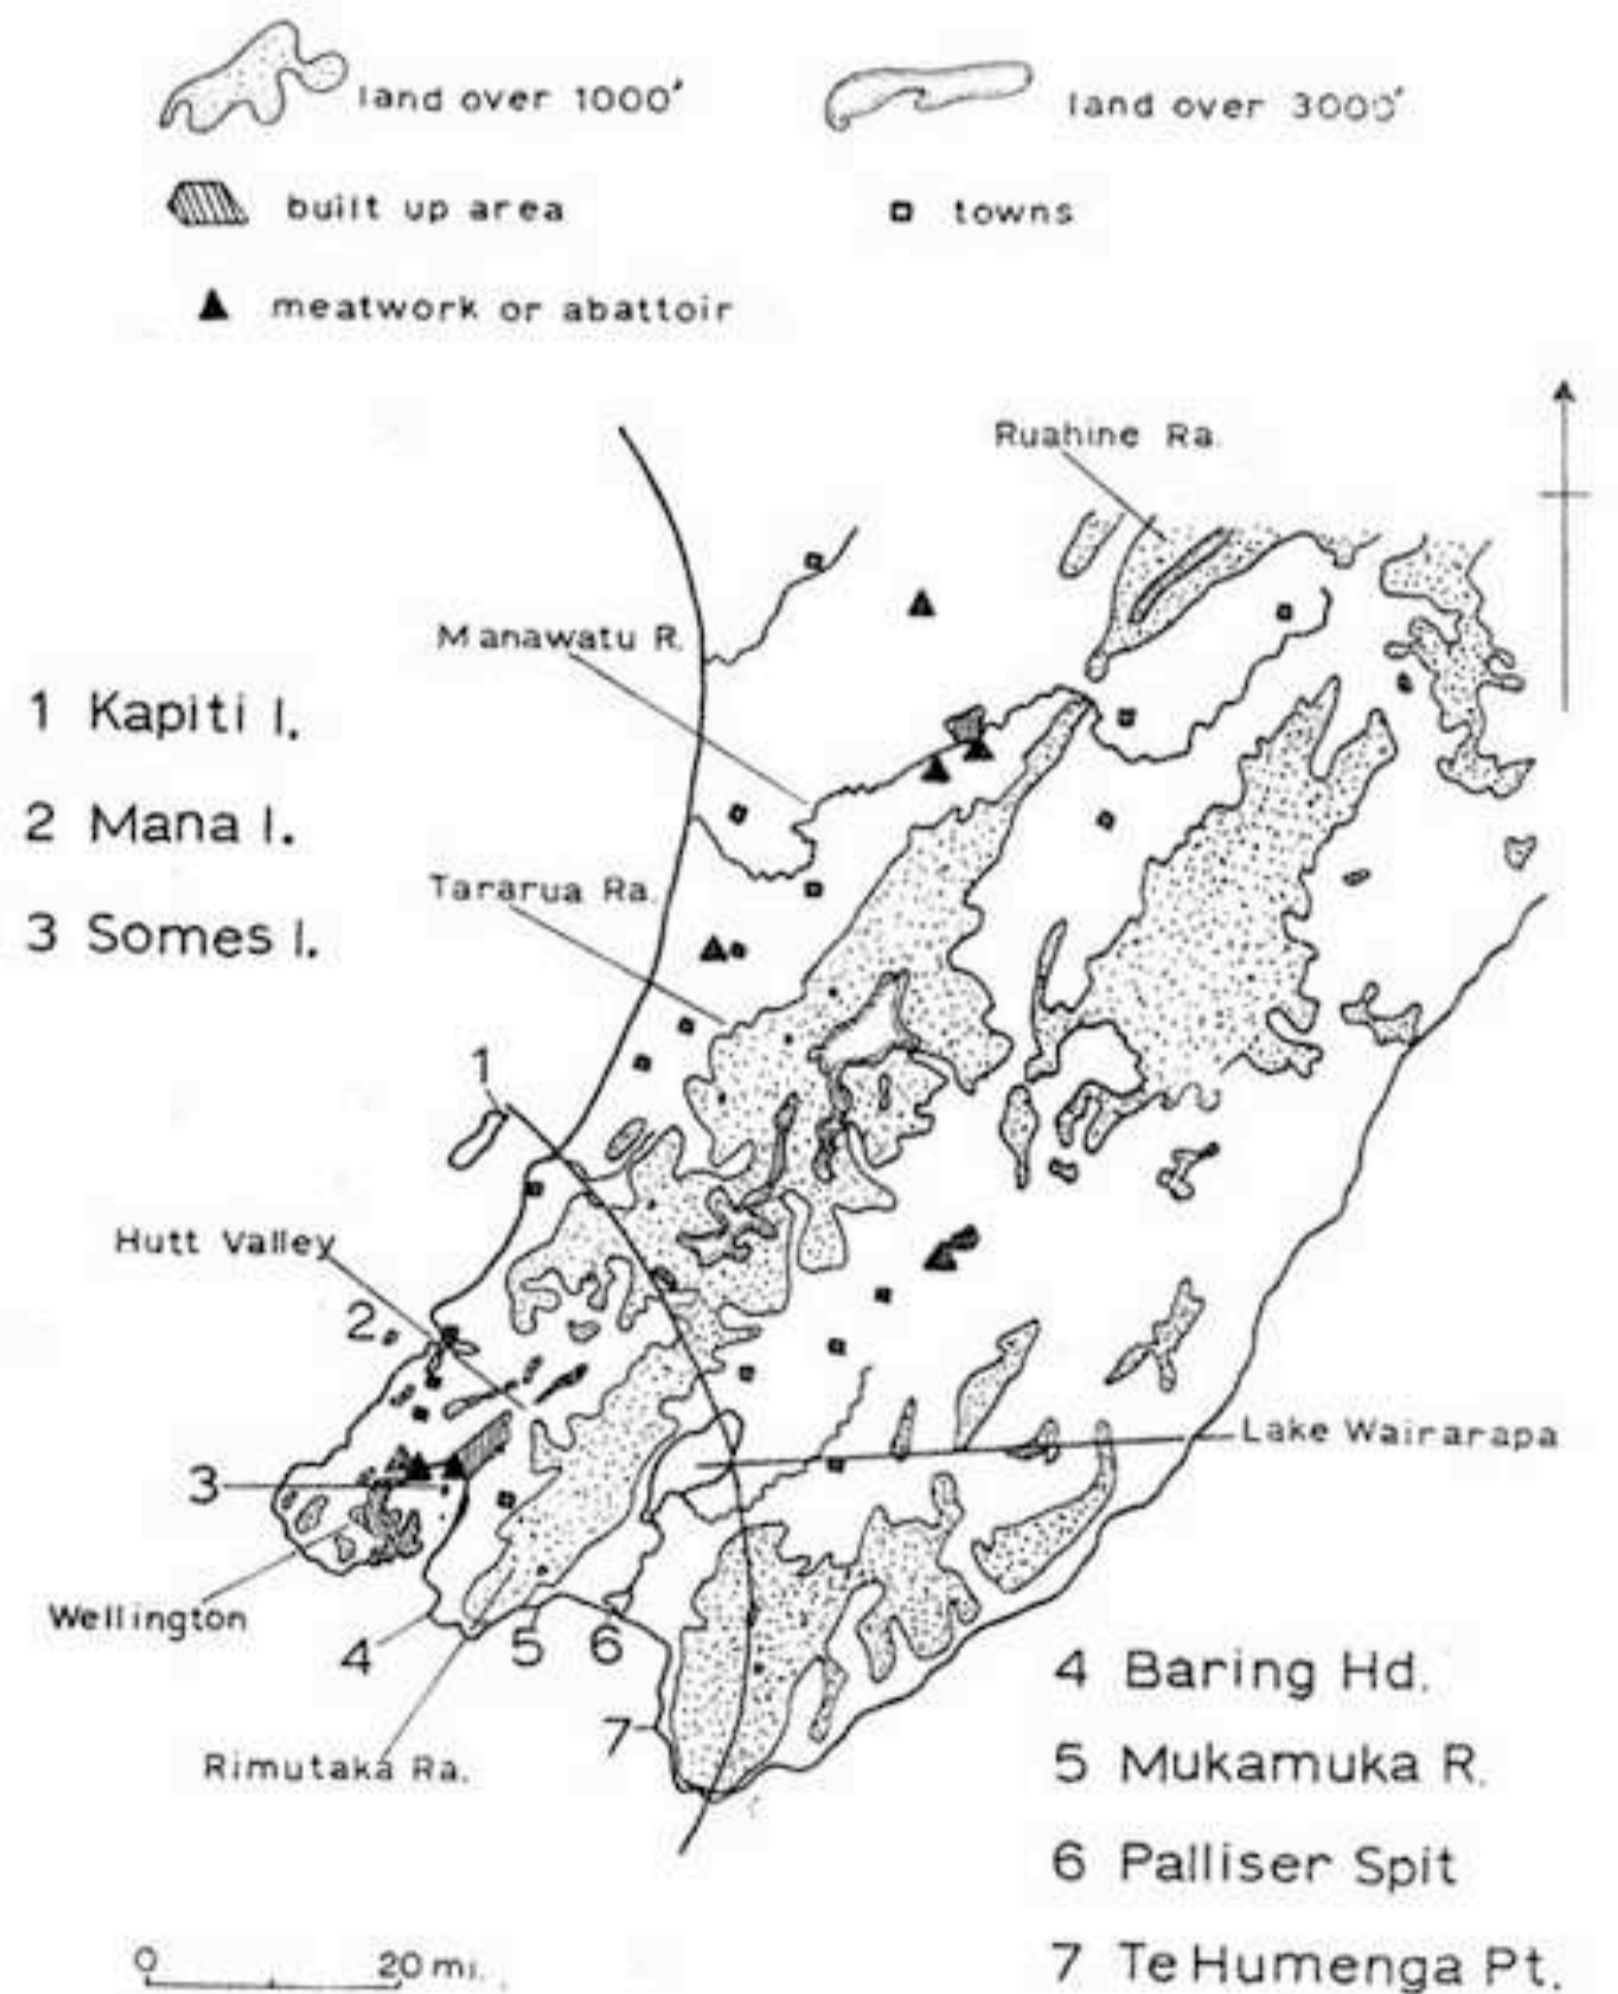 land over 1000'
land over 3000'
built up area
towns
meatwork or abattoir
Ruahine Ra.
Manawatu R.
1 Kapiti I.
2 Mana I.
Tararua Ra.
3 Somes I.
1
Hutt Valley
2
Lake Wairarapa
3
Wellington
4
5
6
4 Baring Hd.
7
Rimutaka Ra.
5 Mukamuka R.
6 Palliser Spit
0 20 mi.
7 Te Humenga Pt.